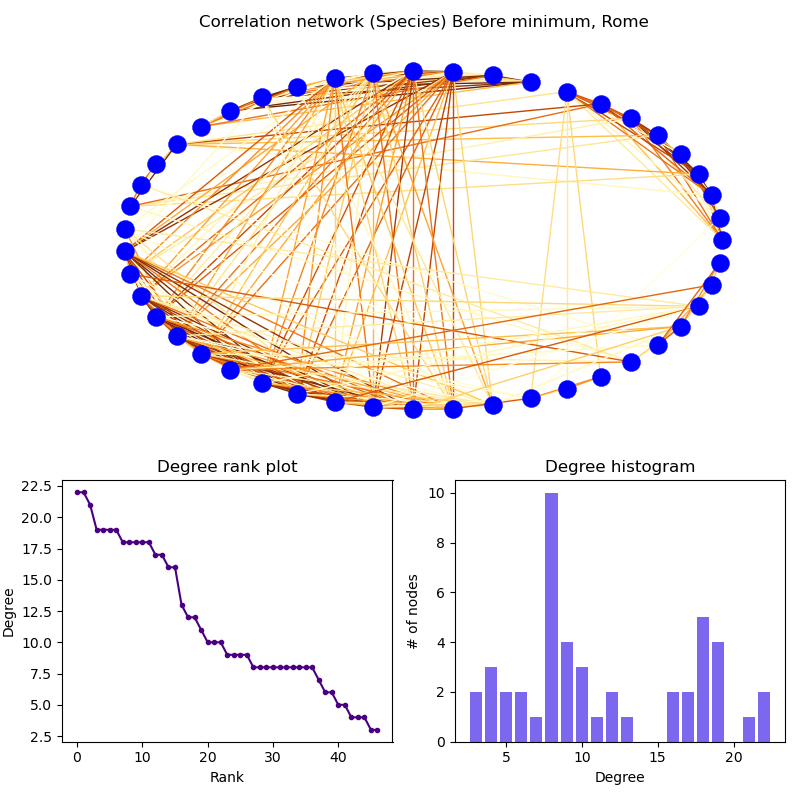 Correlation network (Species) Before minimum, Rome
Degree rank plot
22.5
20.0
17.5
15.0
12.5
10.0
7.5
5.0
2.5
Degree
0 10 20 30 40
Rank
Degree histogram
10
8
6
4
2
0
# of nodes
5 10 15 20
Degree